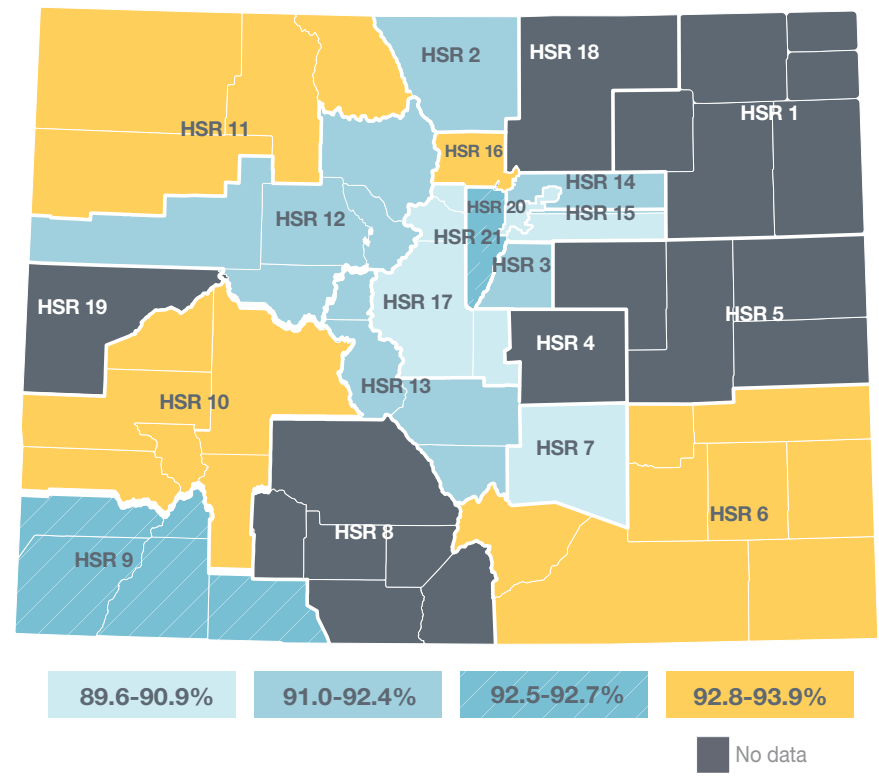 HSR 2
HSR 18
HSR 1
HSR 11
HSR 16
HSR 14
HSR 20
HSR 15
HSR 12
HSR 21
HSR 3
HSR 19
HSR 17
HSR 5
HSR 4
HSR 13
HSR 10
HSR 7
HSR 6
HSR 8
HSR 9
89.6-90.9%
91.0-92.4%
92.5-92.7%
92.8-93.9%
No data